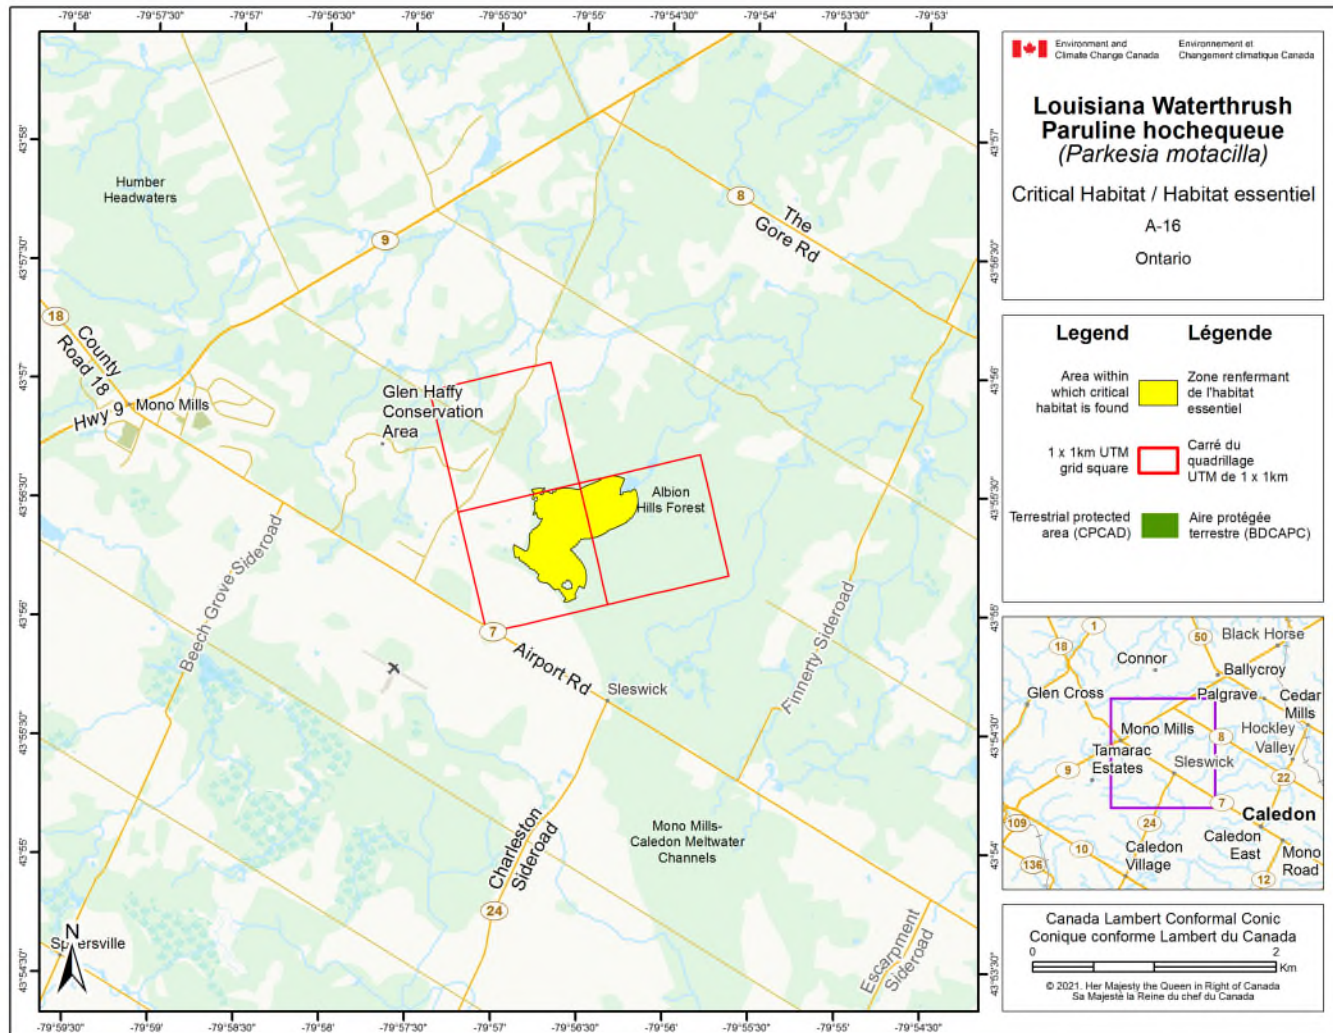 -79°58'
-79°56'30"
-79°56'
-79°55'30"
-79°55'
-79°54'30"
-79°54'
-79°53'30"
-79°53'
43°58'
43°57'30"
43°57'
43°56'30"
43°56'
43°55'30"
43°55'
43°54'30"
Humber
Headwaters
9
8
The
Gore Rd
18
County
Road 18
Hwy 9
Mono Mills
Glen Haffy
Conservation
Area
Albion
Hills Forest
Beech Grove Sideroad
Finnerty Sideroad
7
Airport Rd
Sleswick
Charleston
Sideroad
24
Mono Mills-
Caledon Meltwater
Channels
Escarpment
Sideroad
N
43°57'
43°56'30"
43°56'
43°55'30"
43°55'
43°54'30"
43°54'
43°53'30"
-79°59'30"
-79°59'
-79°58'30"
-79°58'
-79°57'30"
-79°57'
-79°56'30"
-79°56'
-79°55'30"
-79°55'
-79°54'30"
Environment and
Climate Change Canada
Environnement et
Changement climatique Canada
Louisiana Waterthrush
Paruline hochequeue
(Parkesia motacilla)
Critical Habitat / Habitat essentiel
A-16
Ontario
Legend
Légende
Area within
which critical
habitat is found
Zone renfermant
de l'habitat
essentiel
1 x 1km UTM
grid square
Carré du
quadrillage
UTM de 1 x 1km
Terrestrial protected
area (CPCAD)
Aire protégée
terrestre (BDCAPC)
1
50
Black Horse
18
Connor
Ballycroy
Glen Cross
Palgrave
Cedar
Mills
Mono Mills
8
Hockley
Valley
Tamarac
Estates
Sleswick
9
22
7
Caledon
109
24
Caledon
East
10
Mono
Road
136
Caledon
Village
12
Canada Lambert Conformal Conic
Conique conforme Lambert du Canada
0
2
Km
© 2021. Her Majesty the Queen in Right of Canada
Sa Majesté la Reine du chef du Canada